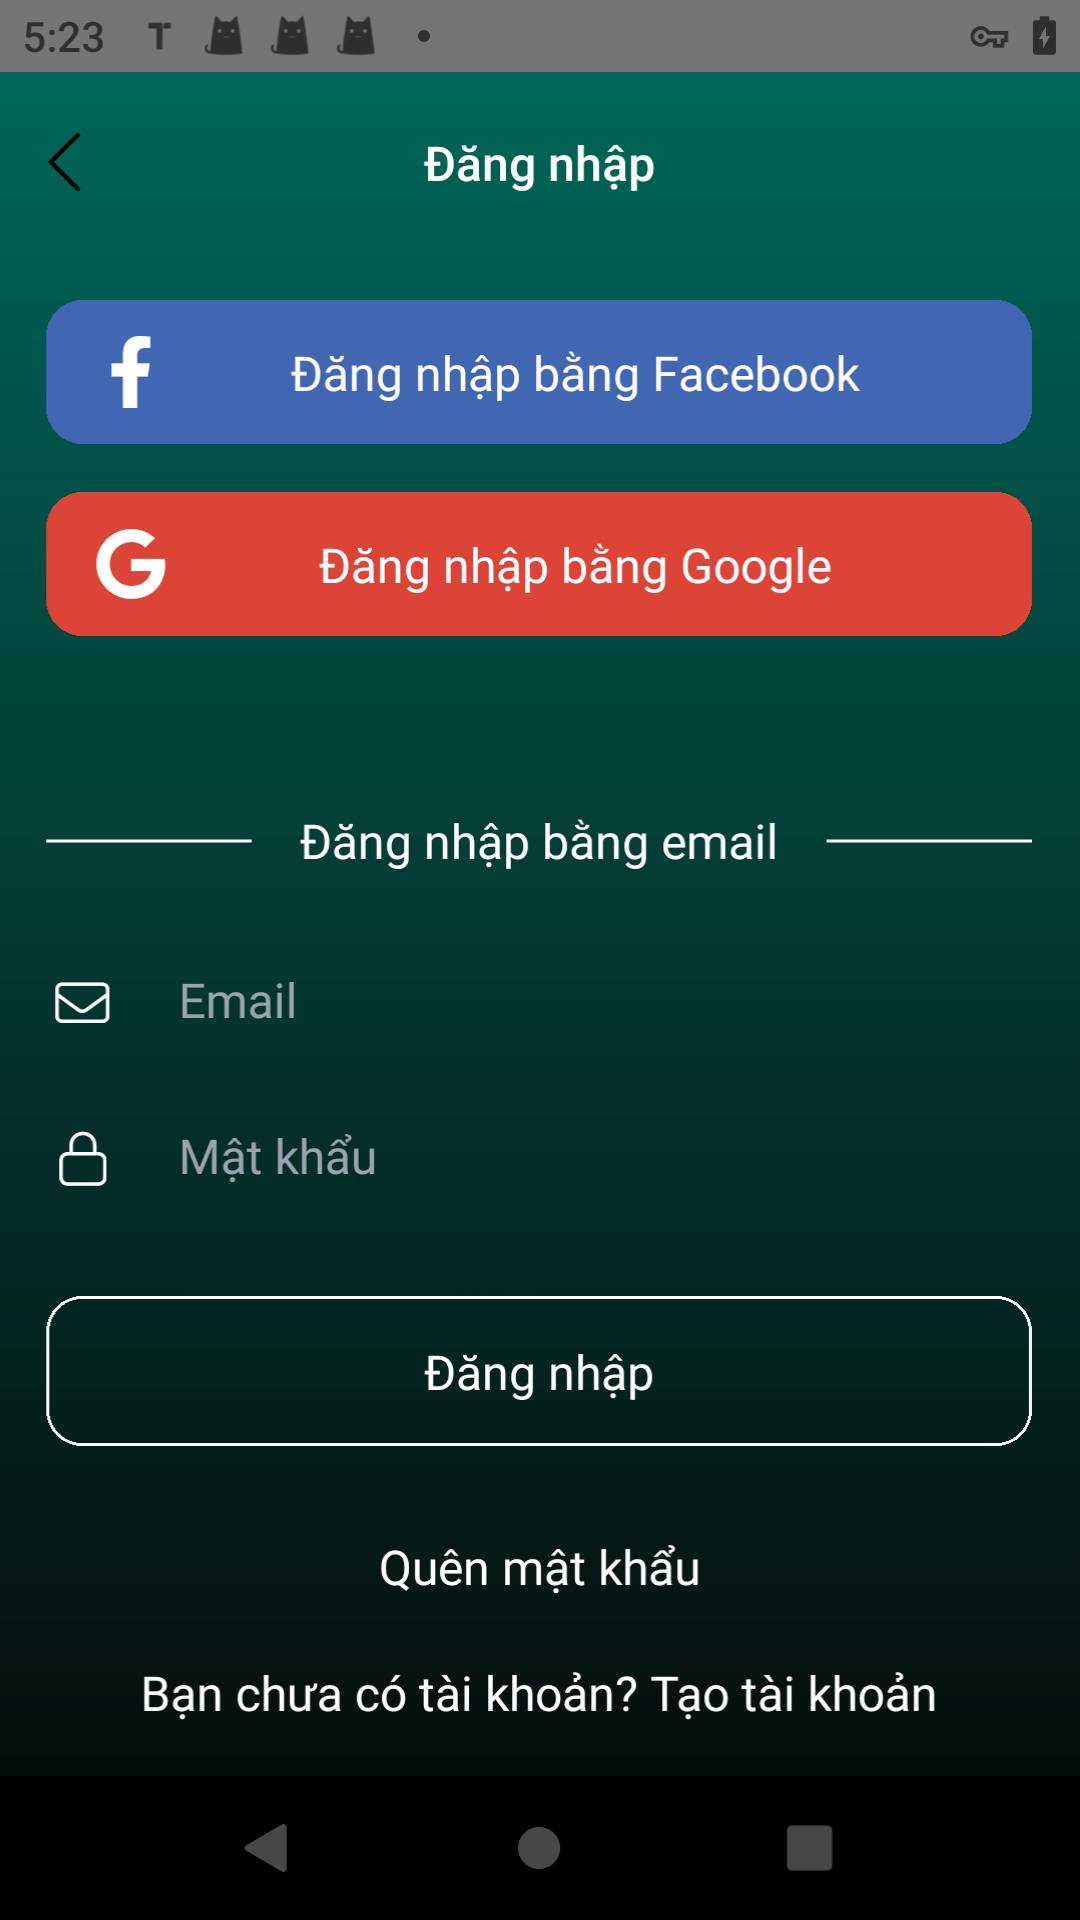 5:23
Đăng nhập
Đăng nhập bằng Facebook
Đăng nhập bằng Google
Đăng nhập bằng email
Email
Mật khẩu
Đăng nhập
Quên mật khẩu
Bạn chưa có tài khoản? Tạo tài khoản